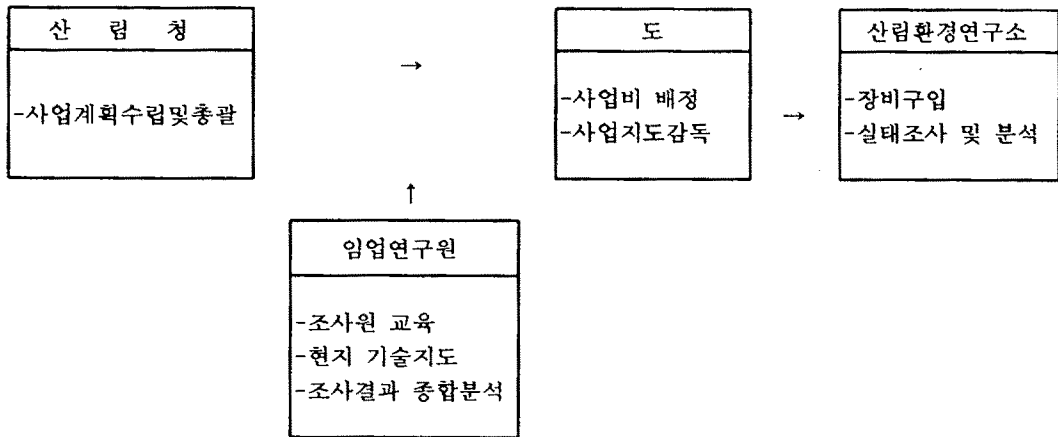 산 림 청
-사업계획수립및총괄
→
도
-사업비 배정
-사업지도감독
→
산림환경연구소
-장비구입
-실태조사 및 분석
↑
임업연구원
-조사원 교육
-현지 기술지도
-조사결과 종합분석